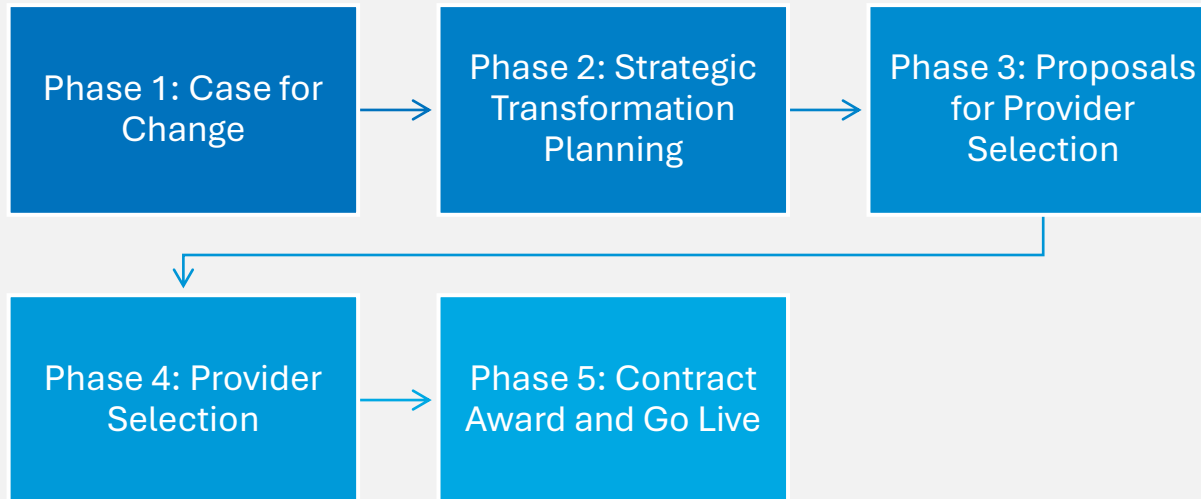 Phase 1: Case for
Change
Phase 2: Strategic
Transformation
Planning
Phase 3: Proposals
for Provider
Selection
Phase 4: Provider
Selection
Phase 5: Contract
Award and Go Live